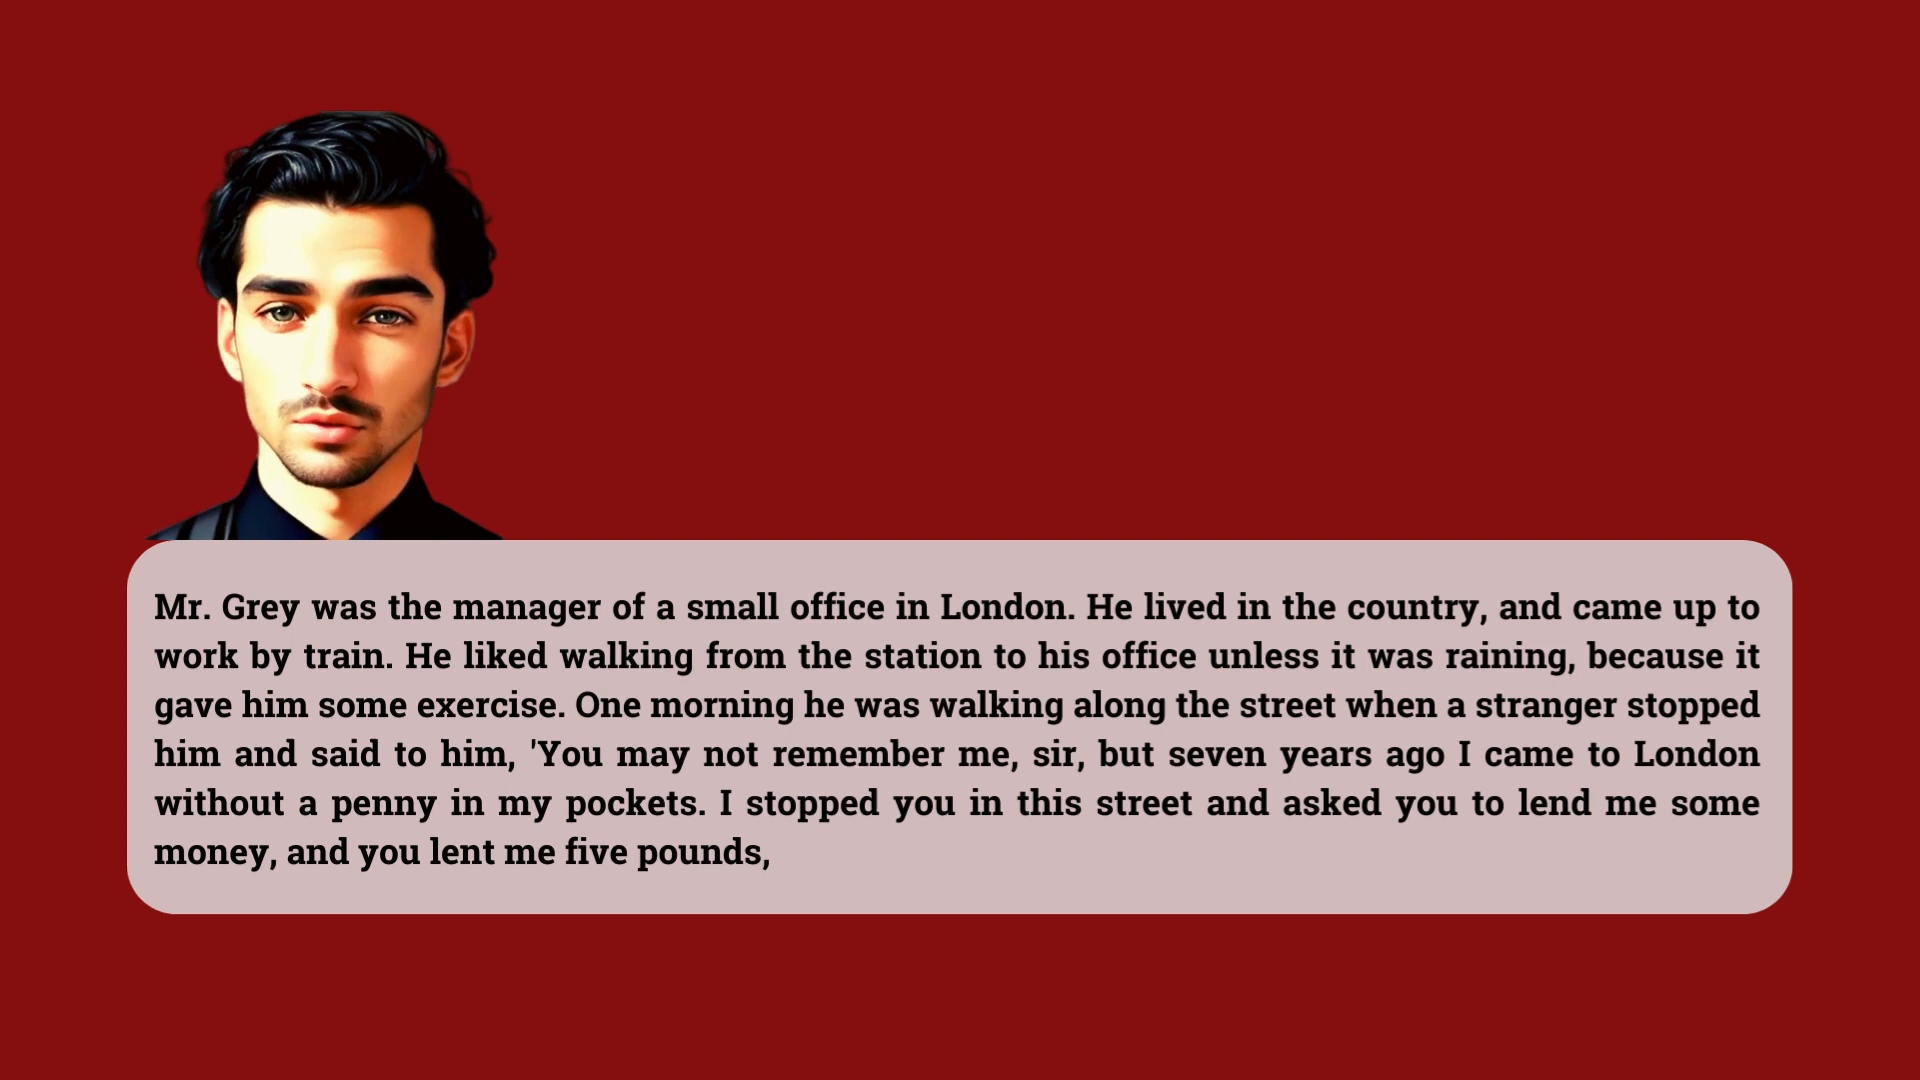 Mr. Grey was the manager of a small office in London. He lived in the country, and came up to
work by train. He liked walking from the station to his office unless it was raining, because it
gave him some exercise. One morning he was walking along the street when a stranger stopped
him and said to him, 'You may not remember me, sir, but seven years ago I came to London
without a penny in my pockets. I stopped you in this street and asked you to lend me some
money, and you lent me five pounds,